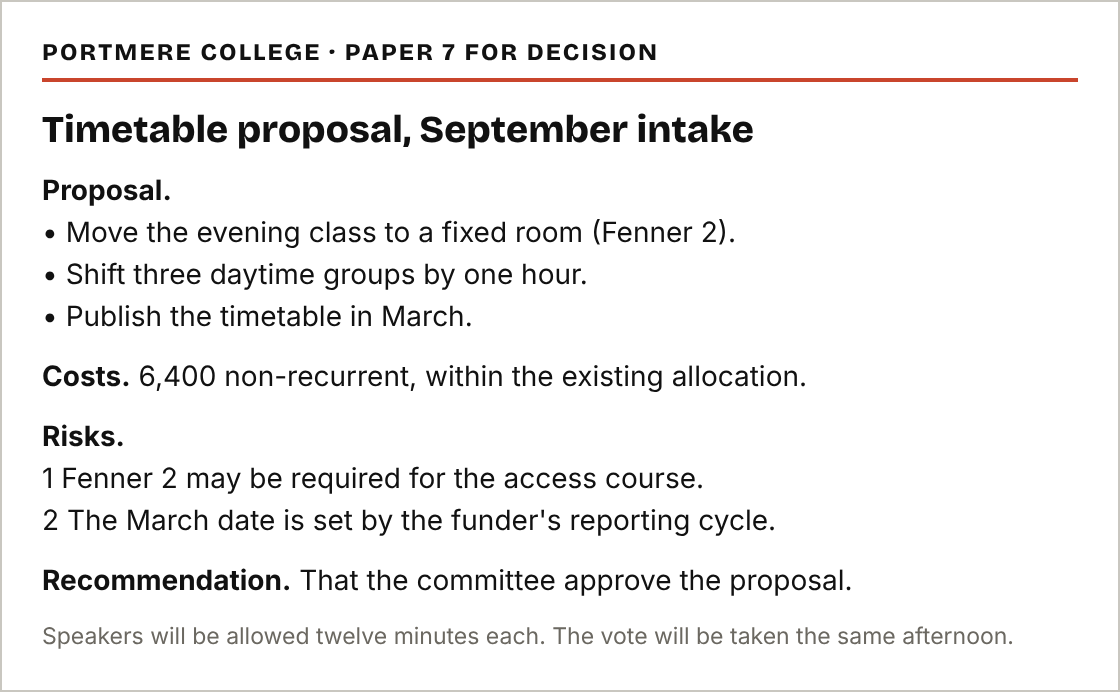 PORTMERE COLLEGE · PAPER 7 FOR DECISION
Timetable proposal, September intake
Proposal.
• Move the evening class to a fixed room (Fenner 2).
• Shift three daytime groups by one hour.
• Publish the timetable in March.
Costs. 6,400 non-recurrent, within the existing allocation.
Risks.
1 Fenner 2 may be required for the access course.
2 The March date is set by the funder's reporting cycle.
Recommendation. That the committee approve the proposal.
Speakers will be allowed twelve minutes each. The vote will be taken the same afternoon.